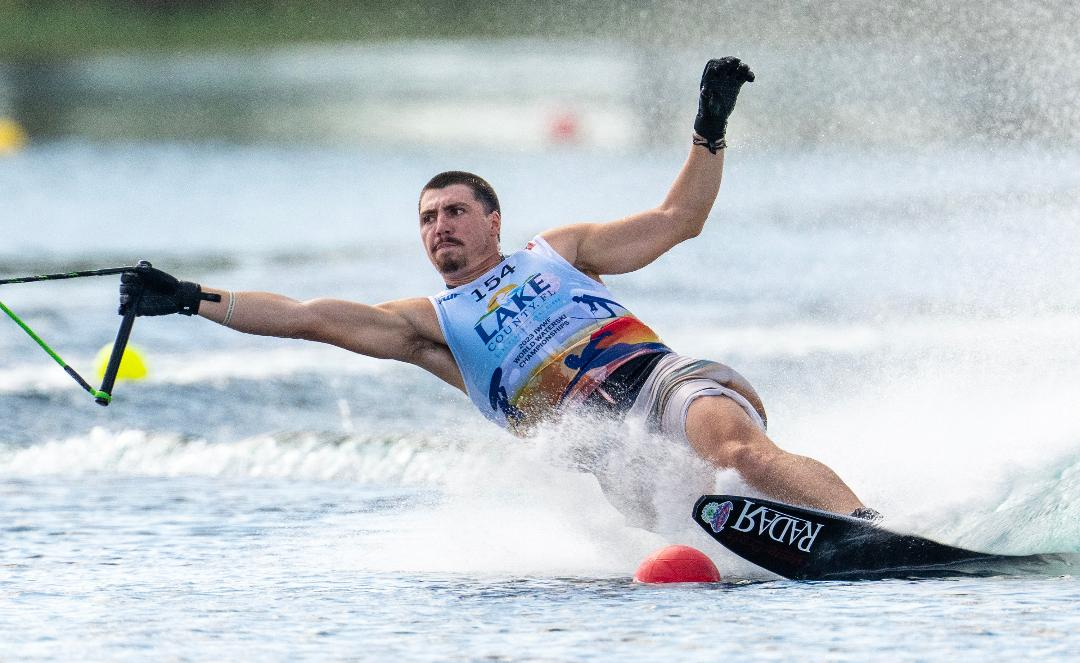 154
LAKE
COUNTY, FL
2023 IWWF
WORLD WATERSKI
CHAMPIONSHIPS
RADAR